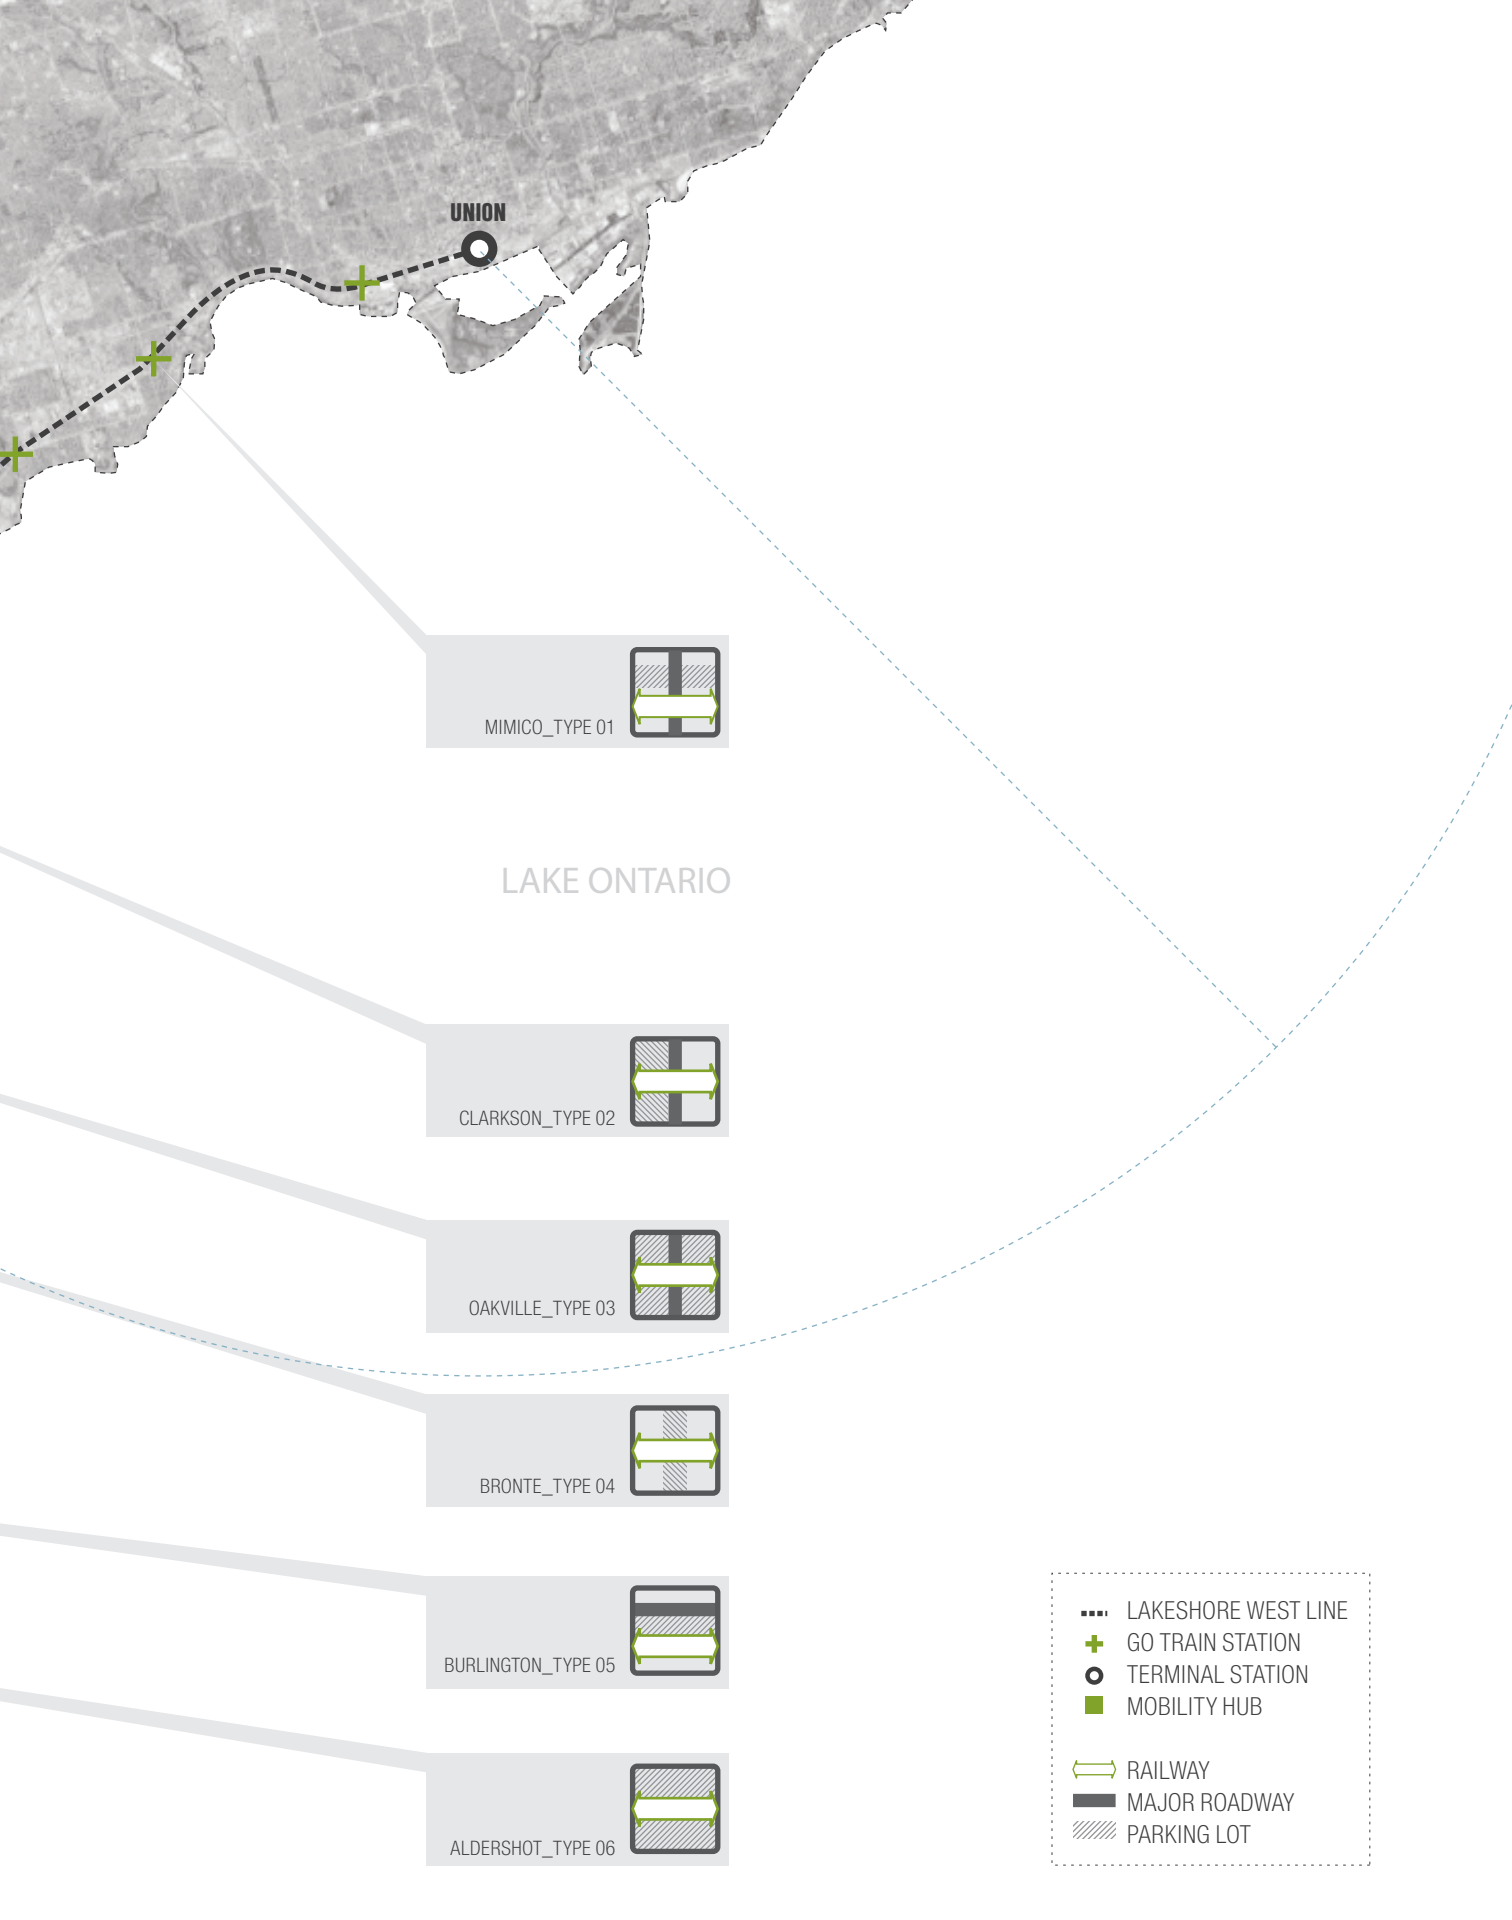 UNION
MIMICO_TYPE 01
LAKE ONTARIO
CLARKSON_TYPE 02
OAKVILLE_TYPE 03
BRONTE_TYPE 04
BURLINGTON_TYPE 05
ALDERSHOT_TYPE 06
LAKESHORE WEST LINE
GO TRAIN STATION
TERMINAL STATION
MOBILITY HUB
RAILWAY
MAJOR ROADWAY
PARKING LOT